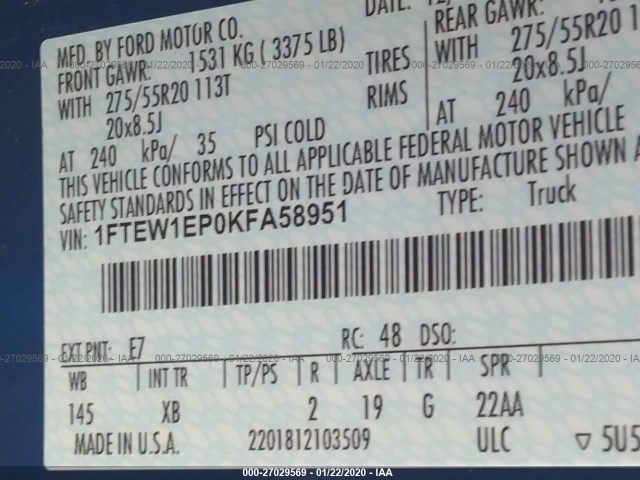 DATE: 12/
MFD. BY FORD MOTOR CO.
FRONT GAWR: 1531 KG ( 3375 LB)
REAR GAWR:
275/55R20 113T TIRES WITH 275/55R20 11
WITH 20x8.5J RIMS 20x8.5J
AT 240 kPa/ 35 PSI COLD AT 240 kPa/
THIS VEHICLE CONFORMS TO ALL APPLICABLE FEDERAL MOTOR VEHICLE
SAFETY STANDARDS IN EFFECT ON THE DATE OF MANUFACTURE SHOWN A
VIN: 1FTEW1EP0KFA58951 TYPE: Truck
EXT PNT: E7 RC: 48 DSO:
WB INT TR TP/PS R AXLE TR SPR
145 XB 2 19 G 22AA
MADE IN U.S.A. 2201812103509 ULC 5U5
000-27029569 - 01/22/2020 - IAA